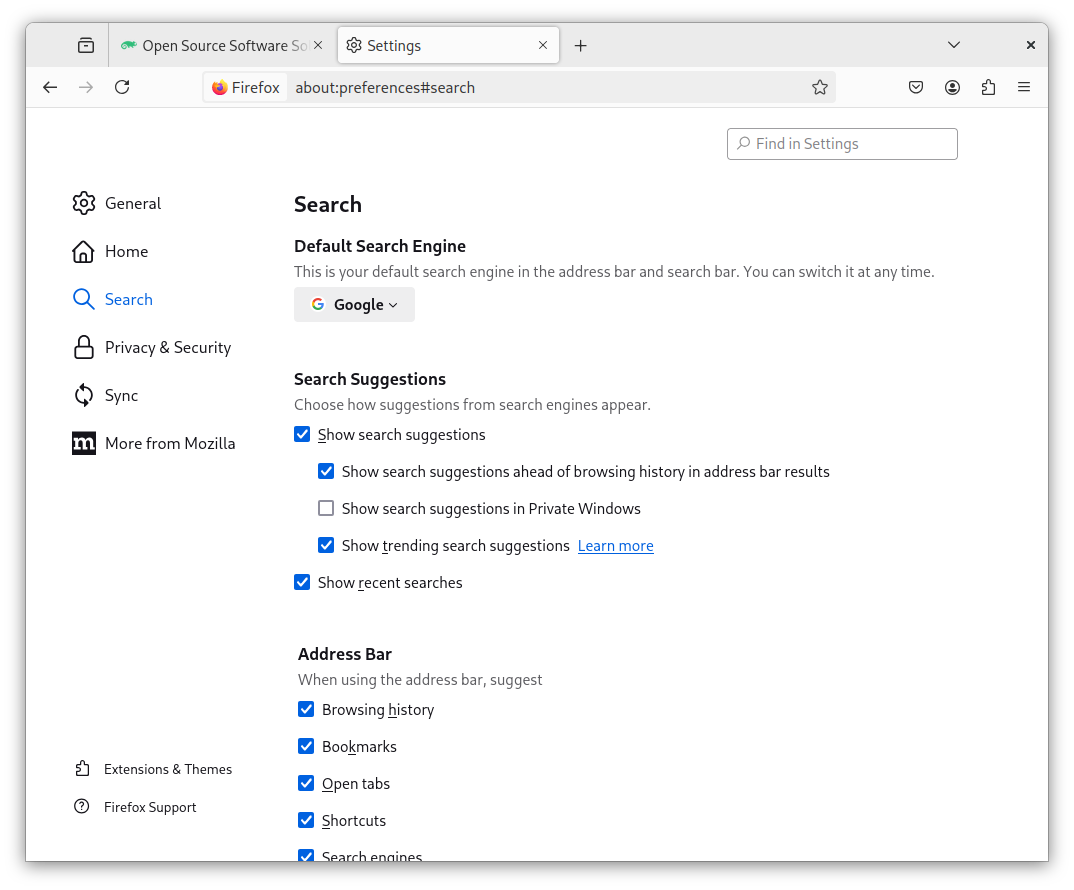 Open Source Software So
Settings
Firefox
about:preferences#search
Find in Settings
General
Home
Search
Privacy & Security
Sync
m
More from Mozilla
Extensions & Themes
Firefox Support
Search
Default Search Engine
This is your default search engine in the address bar and search bar. You can switch it at any time.
Google
Search Suggestions
Choose how suggestions from search engines appear.
Show search suggestions
Show search suggestions ahead of browsing history in address bar results
Show search suggestions in Private Windows
Show trending search suggestions Learn more
Show recent searches
Address Bar
When using the address bar, suggest
Browsing history
Bookmarks
Open tabs
Shortcuts
Search engines